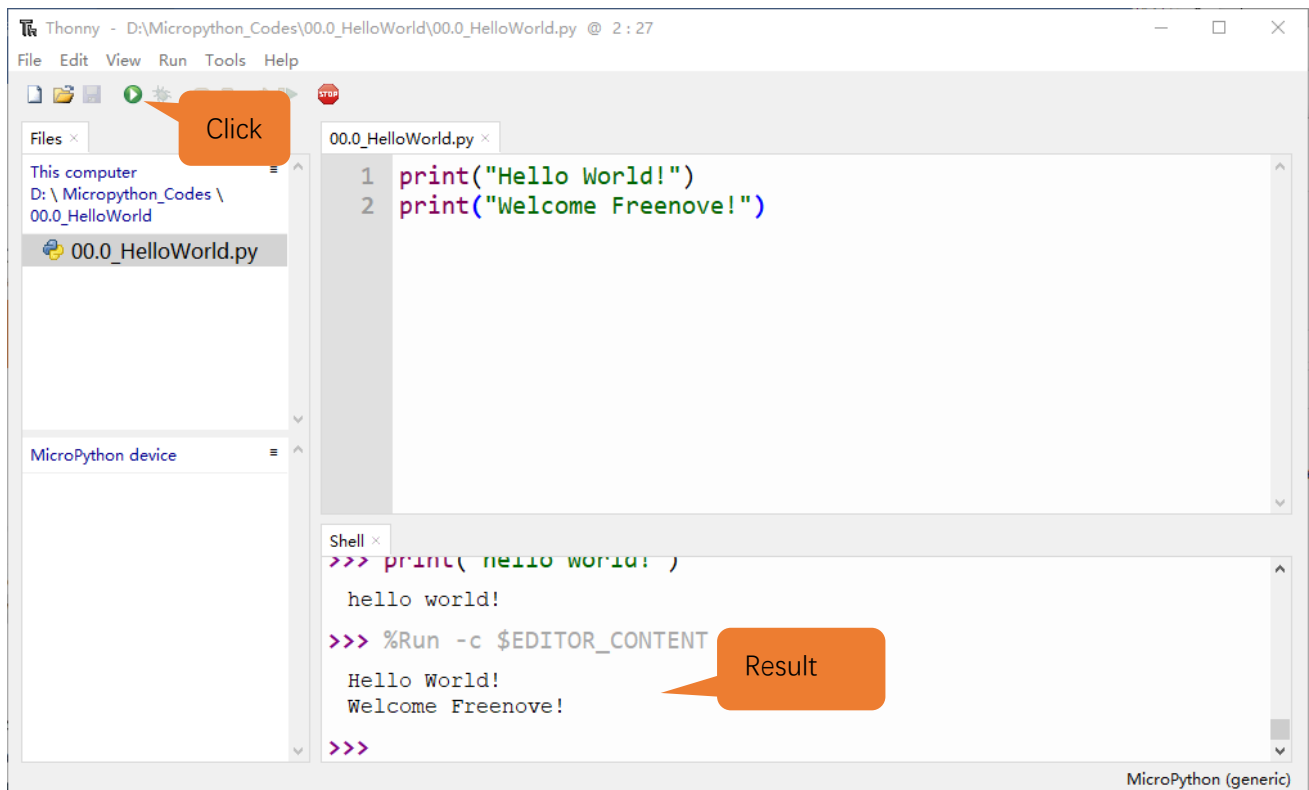 Thonny - D:\Micropython_Codes\00.0_HelloWorld\00.0_HelloWorld.py @ 2:27
File Edit View Run Tools Help
STOP
Click
Files
This computer
D: \ Micropython_Codes \
00.0_HelloWorld
00.0_HelloWorld.py
MicroPython device
00.0_HelloWorld.py
1 print("Hello World!")
2 print("Welcome Freenove!")
Shell
>>> print("hello world!")
hello world!
>>> %Run -c $EDITOR_CONTENT
Result
Hello World!
Welcome Freenove!
>>>
MicroPython (generic)